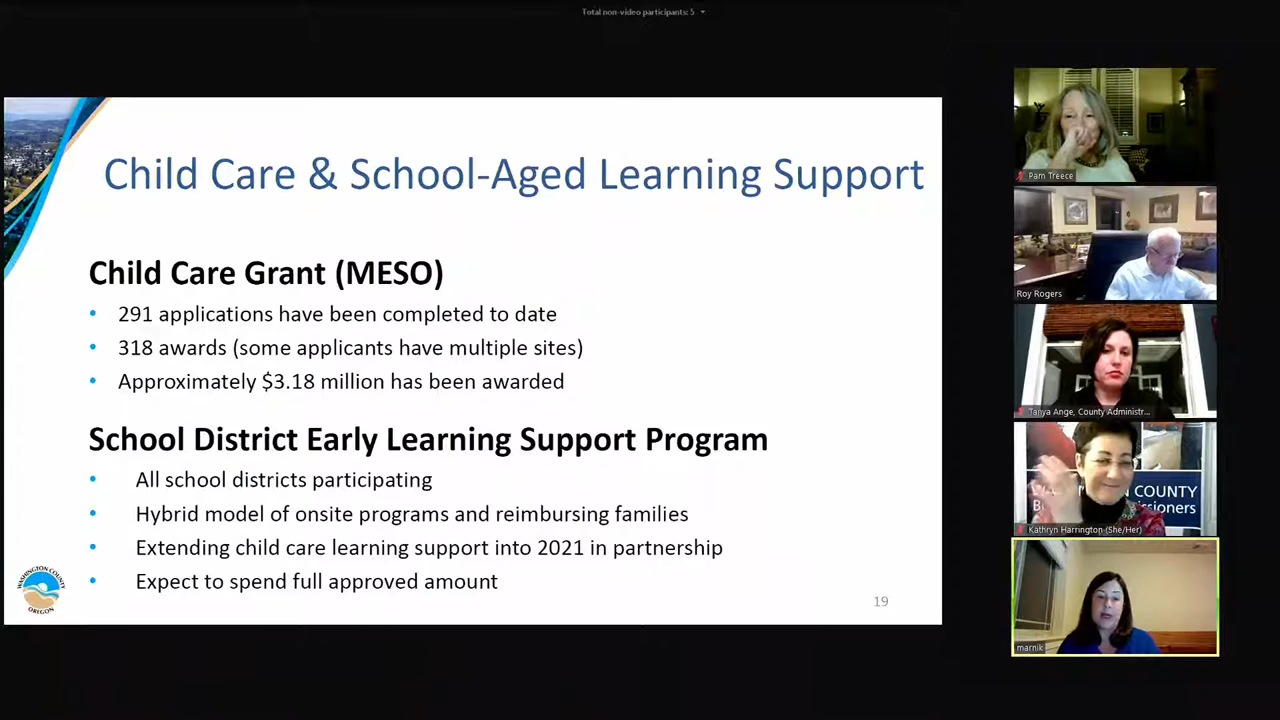 Total non-video participants: 5
Child Care & School-Aged Learning Support
Child Care Grant (MESO)
• 291 applications have been completed to date
• 318 awards (some applicants have multiple sites)
• Approximately $3.18 million has been awarded
School District Early Learning Support Program
• All school districts participating
• Hybrid model of onsite programs and reimbursing families
• Extending child care learning support into 2021 in partnership
• Expect to spend full approved amount
19
WASHINGTON COUNTY
OREGON
Pam Treece
Roy Rogers
Tanya Ange, County Administr...
COUNTY
Kathryn Harrington (She/Her)
marnik